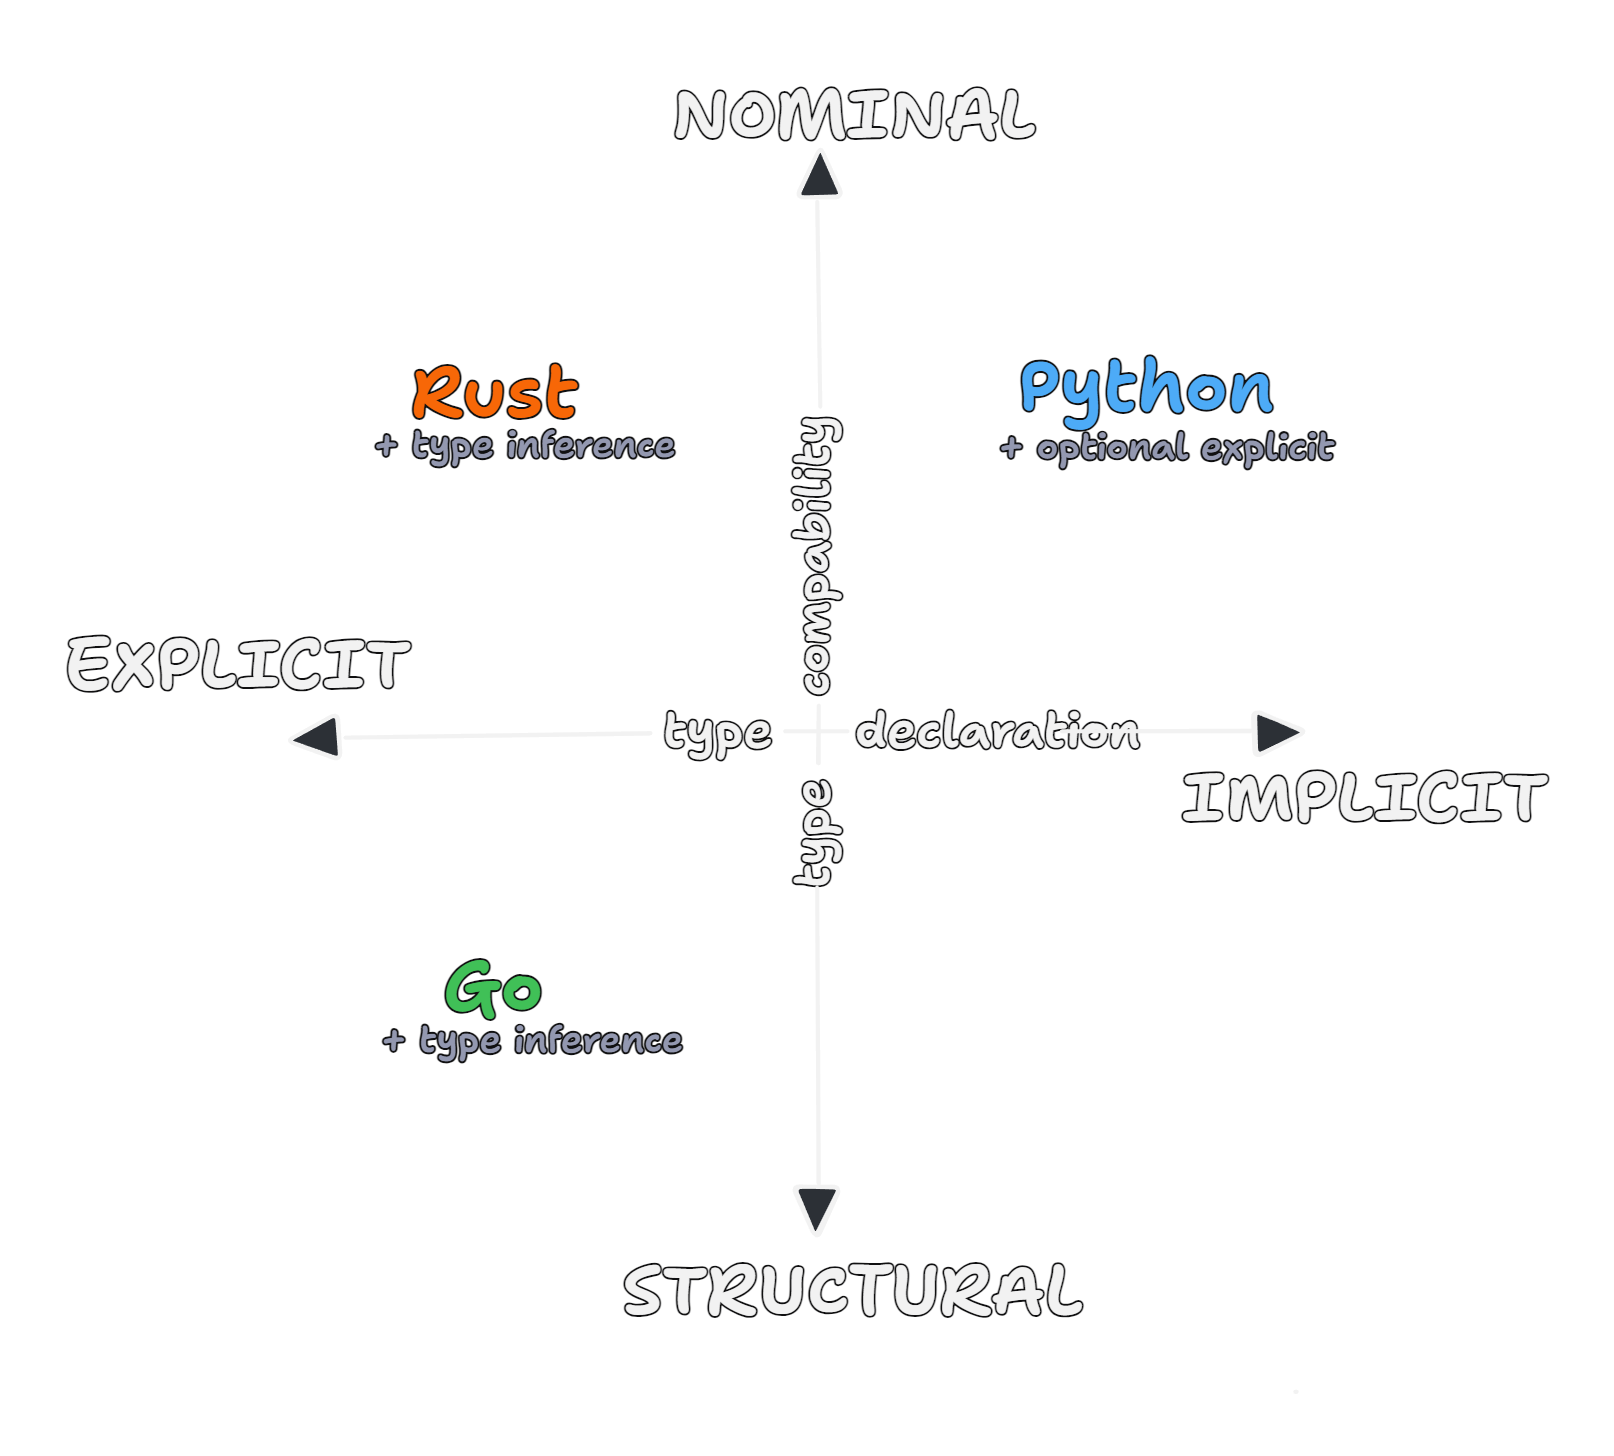 NOMINAL
Rust
+ type inference
Python
+ optional explicit
type compability
EXPLICIT
type declaration
IMPLICIT
Go
+ type inference
STRUCTURAL